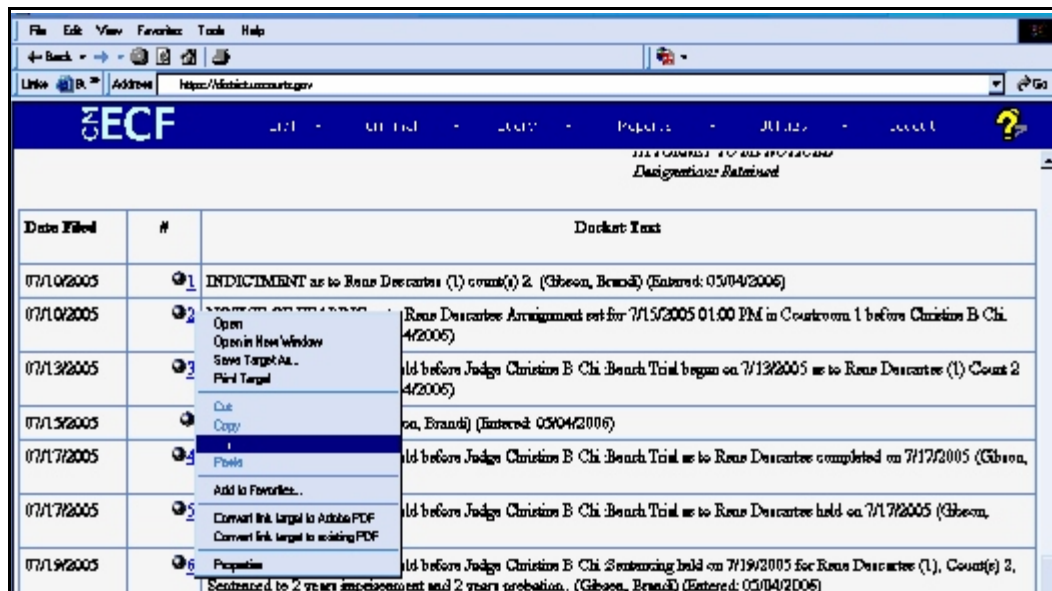 File Edit View Favorites Tools Help
Back
Links Address https://district.uscourts.gov Go
CM ECF Reports Utilities
Designation: Retained
Date Filed # Docket Text
07/10/2005 1 INDICTMENT as to Rene Descartes (1) count(s) 2. (Gibson, Brandi) (Entered: 05/04/2006)
07/10/2005 2 Rene Descartes Arraignment set for 7/15/2005 01:00 PM in Courtroom 1 before Christine B Chi.
4/2006)
07/13/2005 3 ld before Judge Christine B Chi :Bench Trial began on 7/13/2005 as to Rene Descartes (1) Count 2
4/2006)
07/15/2005 on, Brandi) (Entered: 05/04/2006)
07/17/2005 4 ld before Judge Christine B Chi :Bench Trial as to Rene Descartes completed on 7/17/2005 (Gibson,
07/17/2005 5 ld before Judge Christine B Chi :Bench Trial as to Rene Descartes held on 7/17/2005 (Gibson,
07/19/2005 6 ld before Judge Christine B Chi :Sentencing held on 7/19/2005 for Rene Descartes (1), Count(s) 2,
Sentenced to 2 years imprisonment and 2 years probation. (Gibson, Brandi) (Entered: 05/04/2006)
Open
Open in New Window
Save Target As...
Print Target
Cut
Copy
Paste
Add to Favorites...
Convert link target to Adobe PDF
Convert link target to existing PDF
Properties